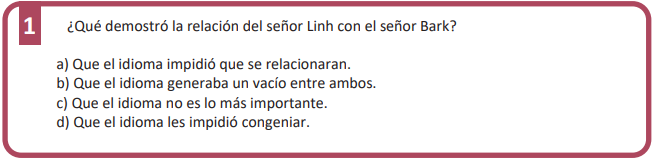 1
¿Qué demostró la relación del señor Linh con el señor Bark?
a) Que el idioma impidió que se relacionaran.
b) Que el idioma generaba un vacío entre ambos.
c) Que el idioma no es lo más importante.
d) Que el idioma les impidió congeniar.